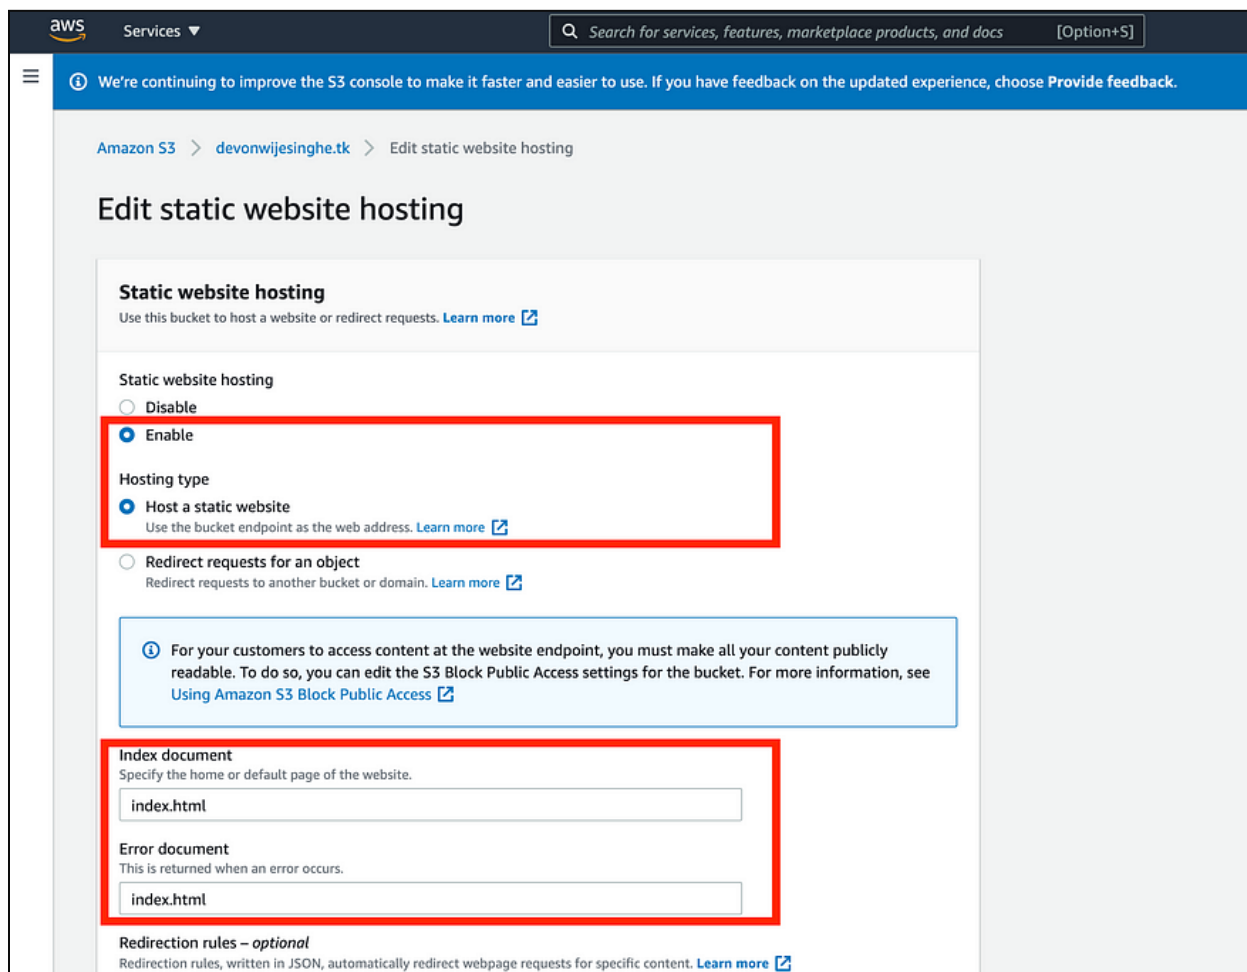 aws Services ▼ Search for services, features, marketplace products, and docs [Option+S]
We're continuing to improve the S3 console to make it faster and easier to use. If you have feedback on the updated experience, choose Provide feedback.
Amazon S3 > devonwijesinghe.tk > Edit static website hosting
Edit static website hosting
Static website hosting
Use this bucket to host a website or redirect requests. Learn more
Static website hosting
Disable
Enable
Hosting type
Host a static website
Use the bucket endpoint as the web address. Learn more
Redirect requests for an object
Redirect requests to another bucket or domain. Learn more
For your customers to access content at the website endpoint, you must make all your content publicly
readable. To do so, you can edit the S3 Block Public Access settings for the bucket. For more information, see
Using Amazon S3 Block Public Access
Index document
Specify the home or default page of the website.
index.html
Error document
This is returned when an error occurs.
index.html
Redirection rules – optional
Redirection rules, written in JSON, automatically redirect webpage requests for specific content. Learn more